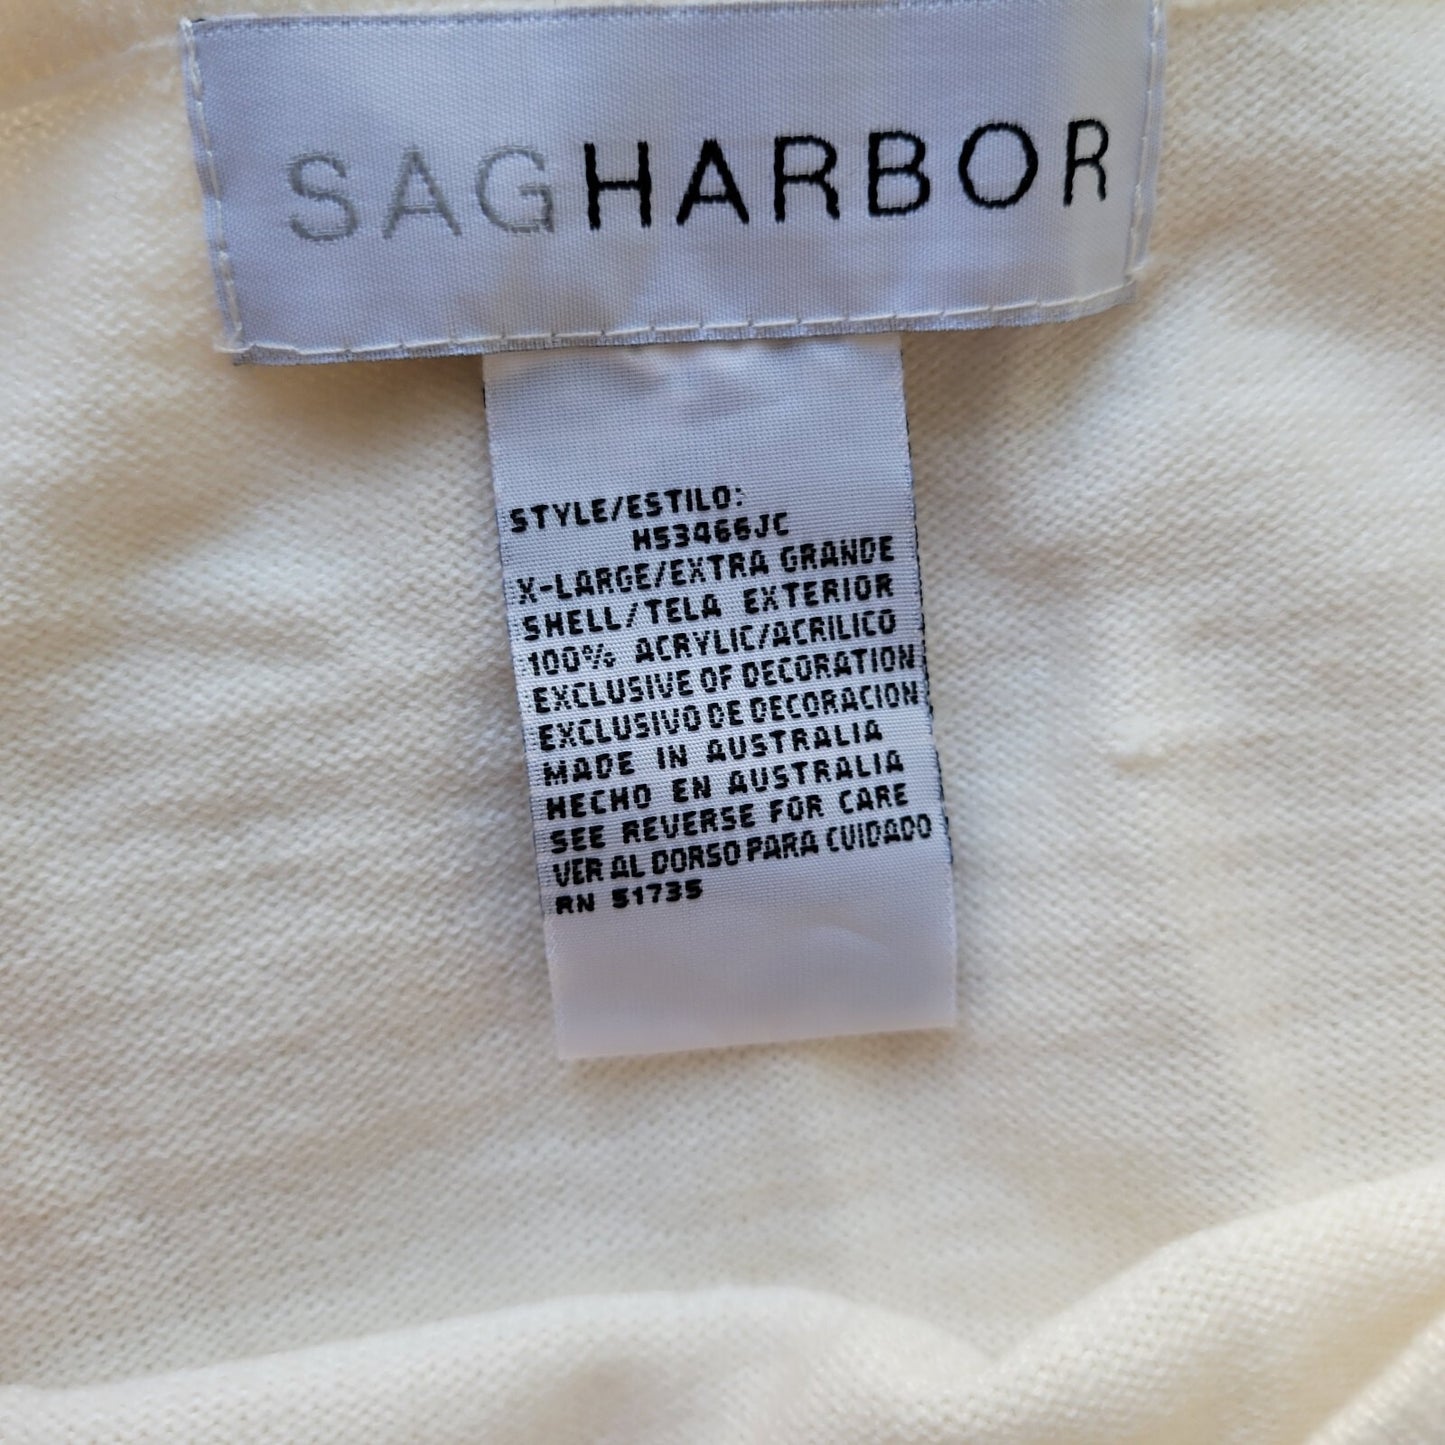 SAGHARBOR
STYLE/ESTILO:
H53466JC
X-LARGE/EXTRA GRANDE
SHELL/TELA EXTERIOR
100% ACRYLIC/ACRILICO
EXCLUSIVE OF DECORATION
EXCLUSIVO DE DECORACION
MADE IN AUSTRALIA
HECHO EN AUSTRALIA
SEE REVERSE FOR CARE
VER AL DORSO PARA CUIDADO
RN 51735